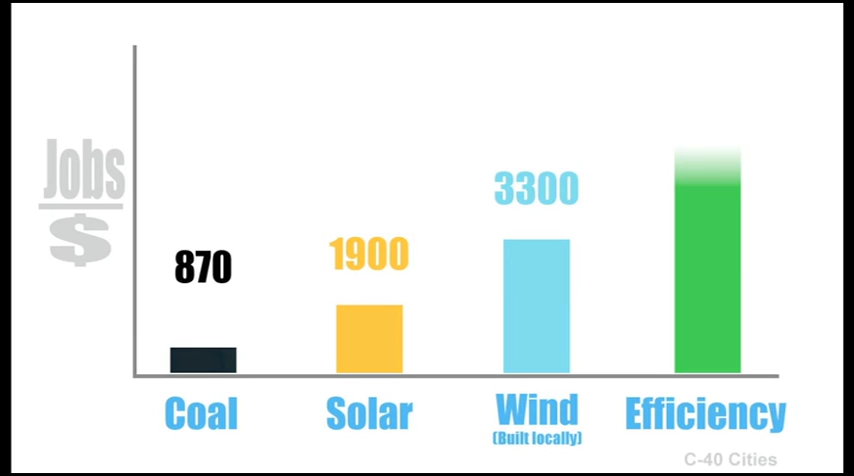 Jobs
$
870
1900
3300
Coal
Solar
Wind
(Built locally)
Efficiency
C-40 Cities